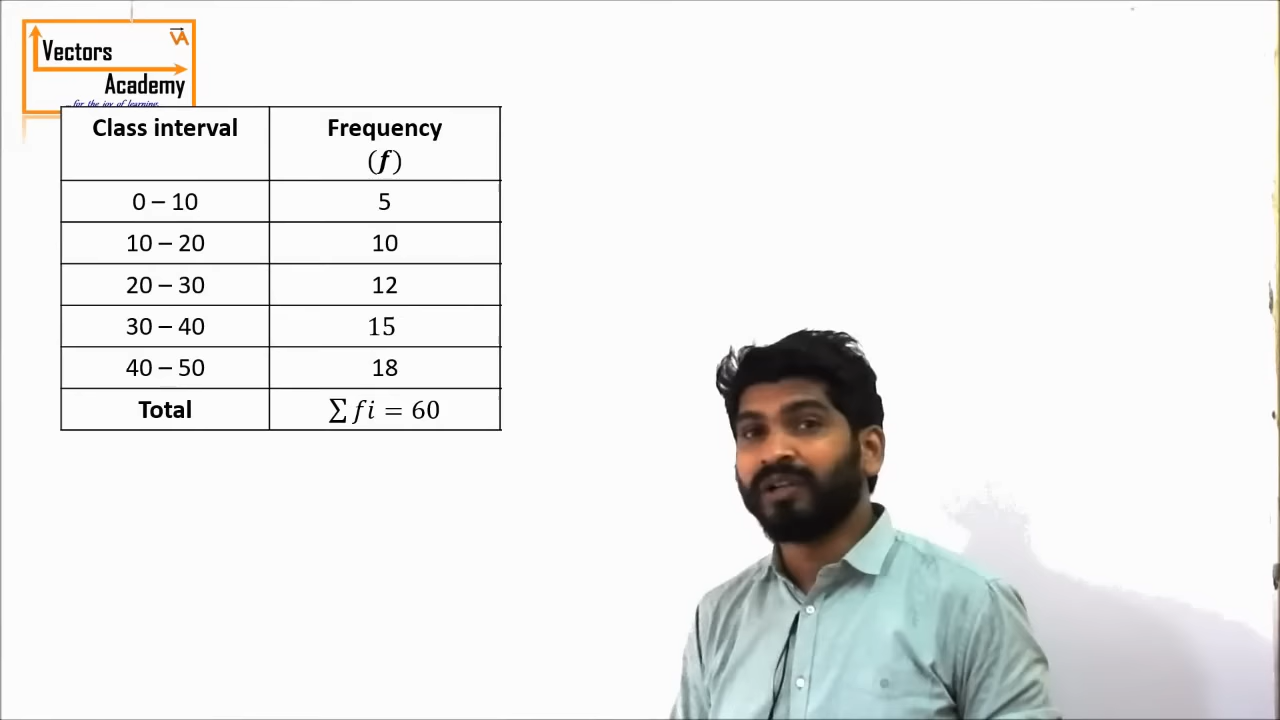 Vectors
VA
Academy
- for the joy of learning.
Class interval Frequency
(f)
0 – 10 5
10 – 20 10
20 – 30 12
30 – 40 15
40 – 50 18
Total ∑ fi = 60